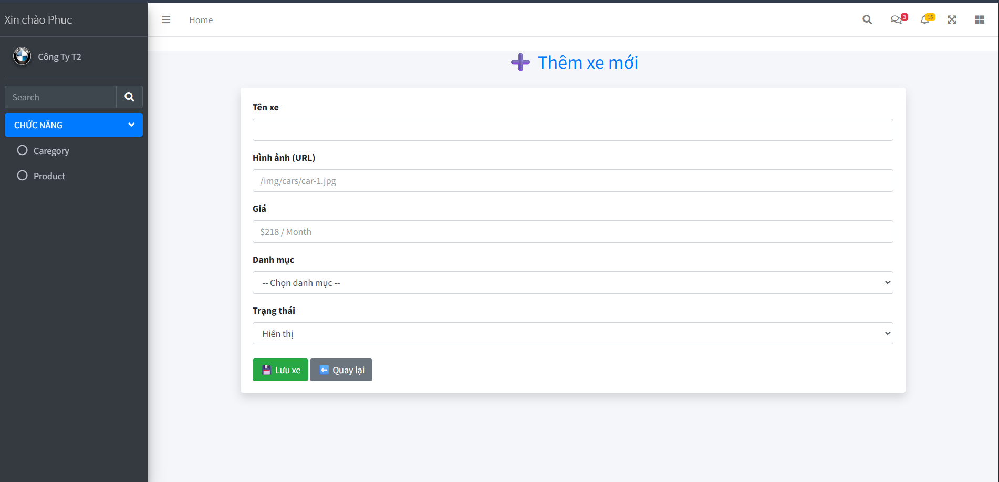 Xin chào Phuc
Home
3
15
Công Ty T2
Search
CHỨC NĂNG
Caregory
Product
Thêm xe mới
Tên xe
Hình ảnh (URL)
/img/cars/car-1.jpg
Giá
$218 / Month
Danh mục
-- Chọn danh mục --
Trạng thái
Hiển thị
Lưu xe
Quay lại